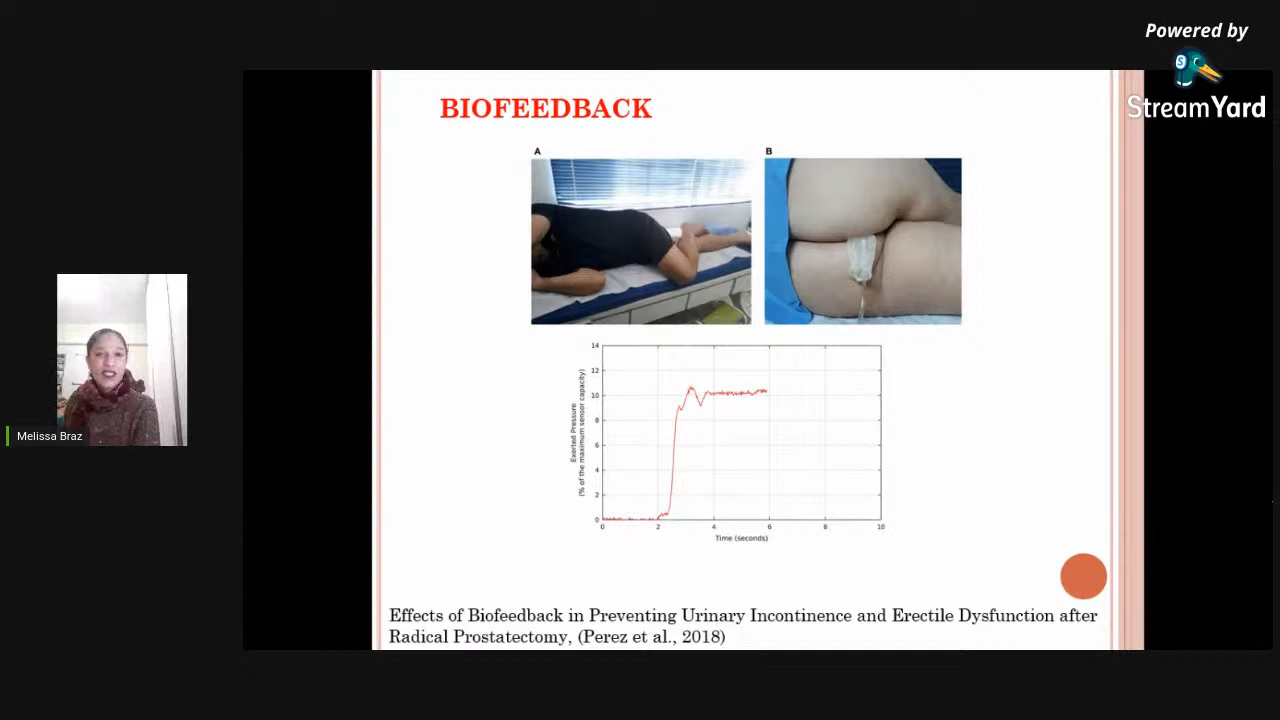 Powered by
S
StreamYard
BIOFEEDBACK
A
B
14
12
10
8
6
4
2
0
Exerted Pressure
(% of the maximum sensor capacity)
0 2 4 6 8 10
Time (seconds)
Melissa Braz
Effects of Biofeedback in Preventing Urinary Incontinence and Erectile Dysfunction after
Radical Prostatectomy, (Perez et al., 2018)